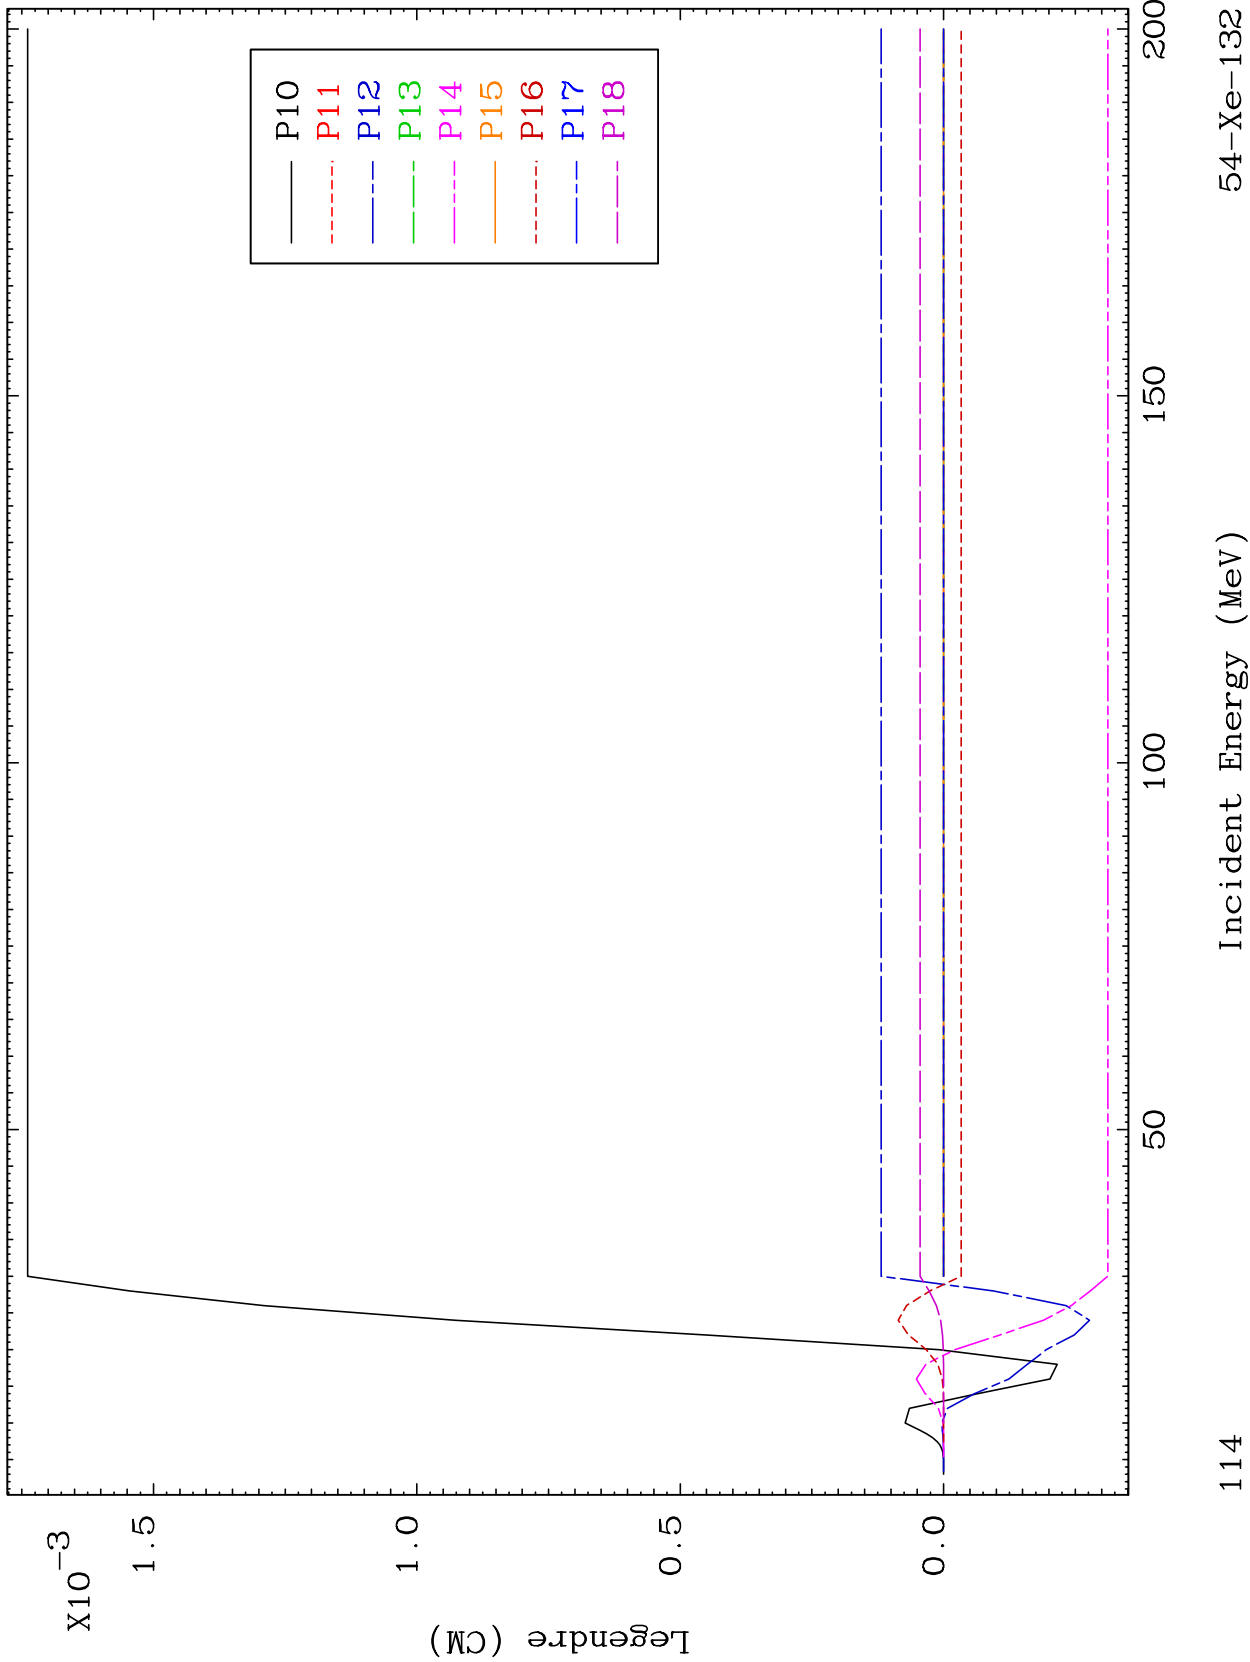 X10⁻³
1.5
1.0
0.5
0.0
Legendre (CM)
P10
P11
P12
P13
P14
P15
P16
P17
P18
50
100
150
200
Incident Energy (MeV)
114
54-Xe-132